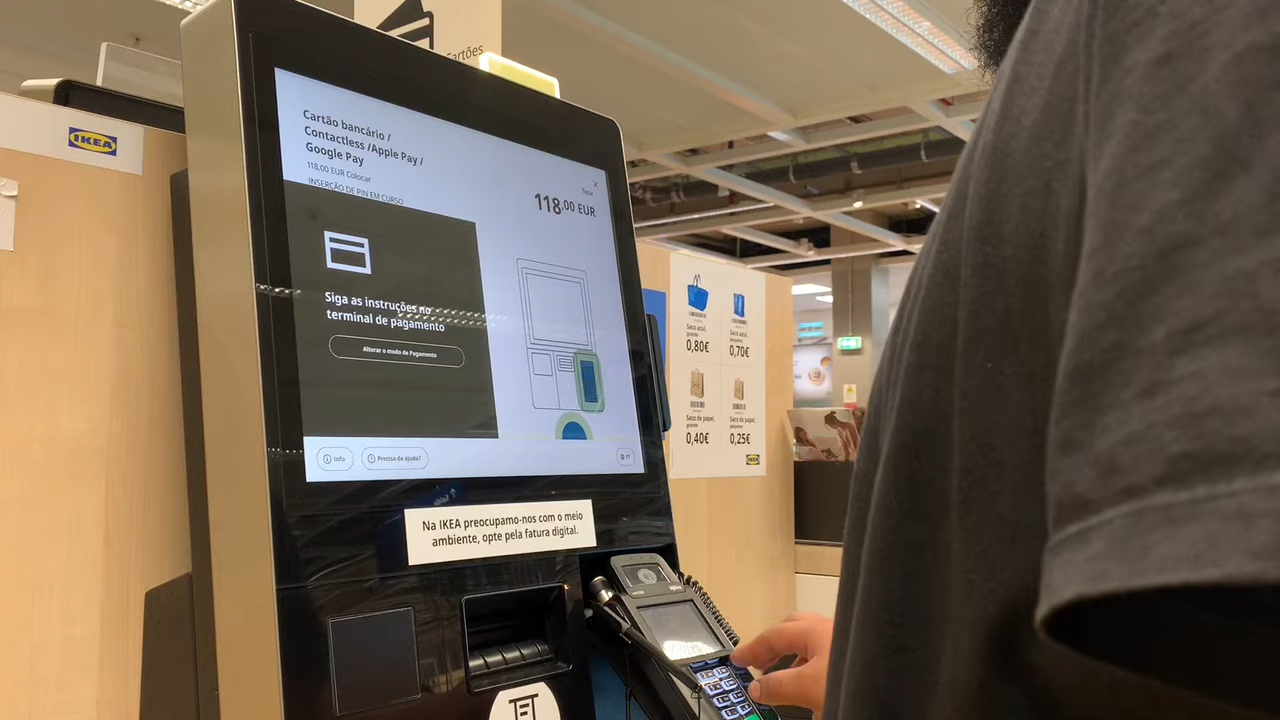 Cartões
IKEA
Cartão bancário /
Contactless /Apple Pay /
Google Pay
118,00 EUR Colocar
INSERÇÃO DE PIN EM CURSO
Total
118.00 EUR
Siga as instruções no
terminal de pagamento
Alterar o modo de Pagamento
Info
Precisa de ajuda?
Na IKEA preocupamo-nos com o meio
ambiente, opte pela fatura digital.
Saco azul,
grande
0,80€
Saco azul,
pequeno
0,70€
Saco de papel,
grande
0,40€
Saco de papel,
pequeno
0,25€
IKEA